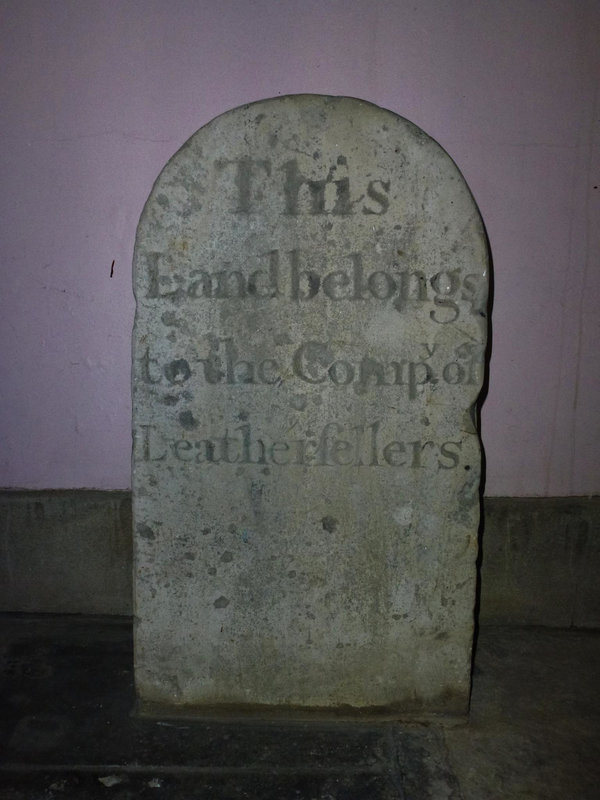 This
Land belongs
to the Compy. of
Leatherſellers.